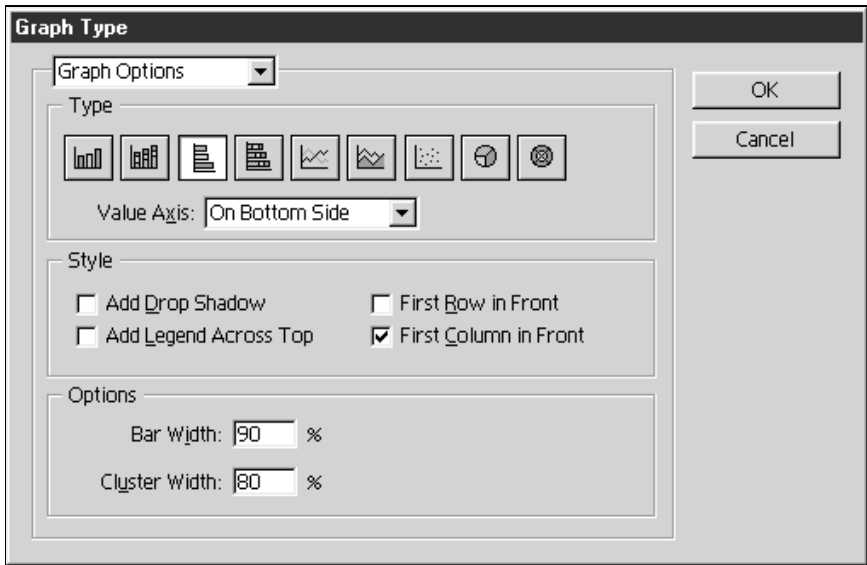 Graph Type
Graph Options
OK
Type
Cancel
Value Axis: On Bottom Side
Style
Add Drop Shadow
First Row in Front
Add Legend Across Top
First Column in Front
Options
Bar Width: 90 %
Cluster Width: 80 %